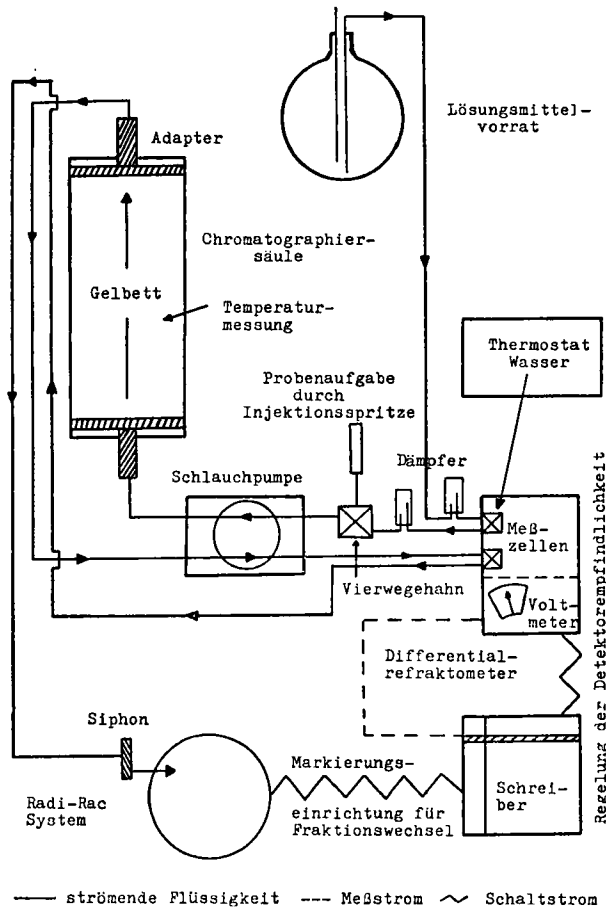 Lösungsmittel-
vorrat
Adapter
Chromatographier-
säule
Gelbett
Temperatur-
messung
Thermostat
Wasser
Probenaufgabe
durch
Injektionsspritze
Dämpfer
Schlauchpumpe
Meß-
zellen
Vierwegehahn
Volt-
meter
Differential-
refraktometer
Regelung der Detektorempfindlichkeit
Siphon
Markierungs-
einrichtung für
Fraktionswechsel
Schrei-
ber
Radi-Rac
System
strömende Flüssigkeit --- Meßstrom Schaltstrom